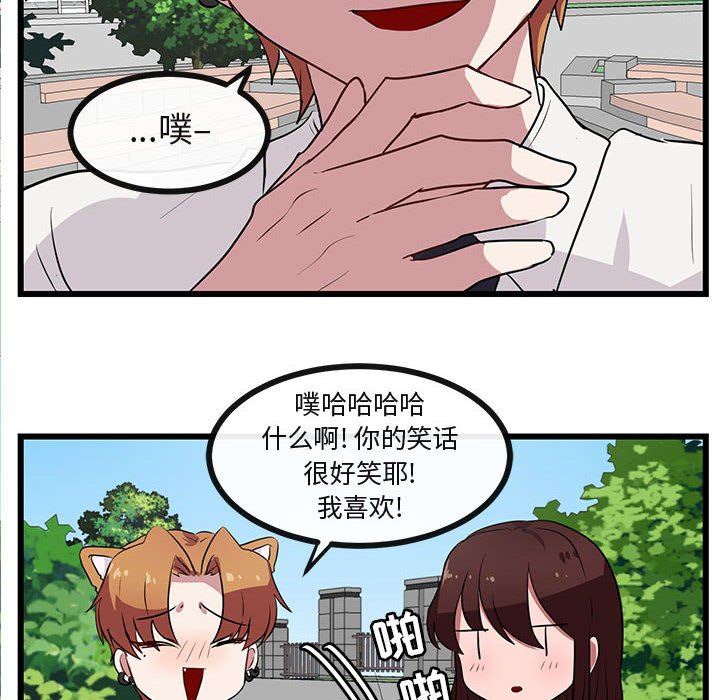 ...噗-
噗哈哈哈哈
什么啊! 你的笑话
很好笑耶!
我喜欢!
啪
啪